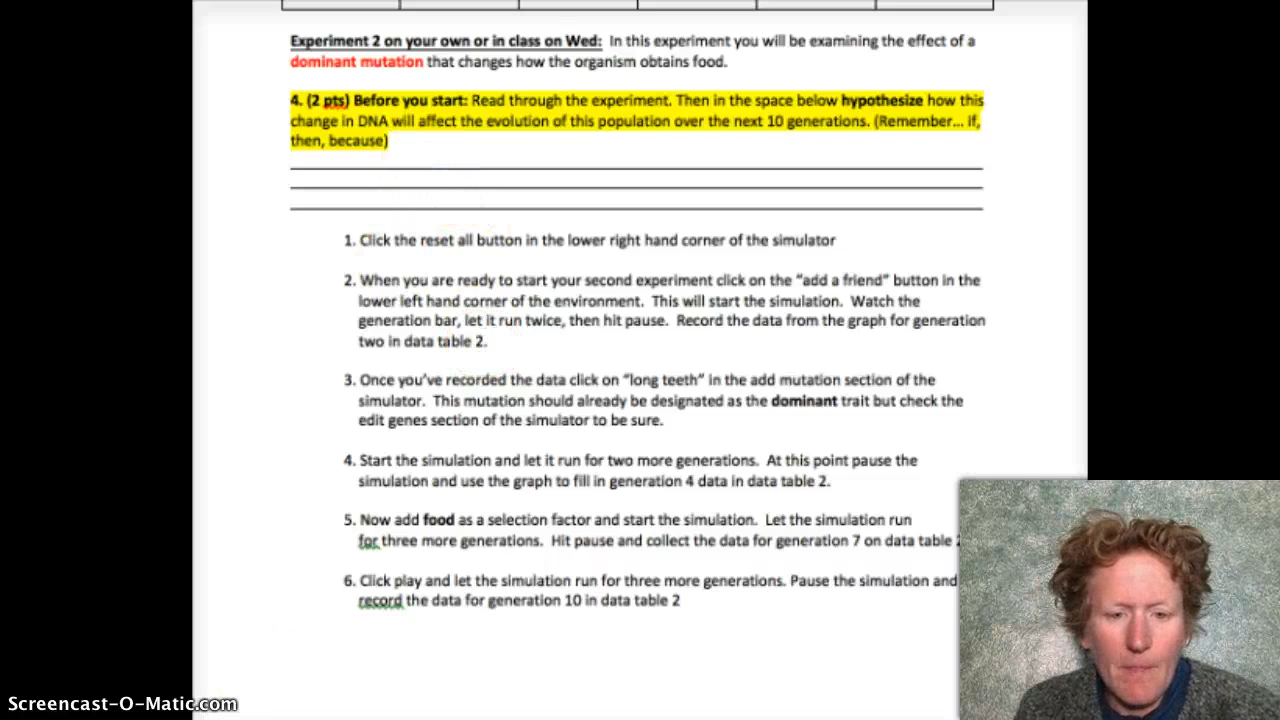 Experiment 2 on your own or in class on Wed: In this experiment you will be examining the effect of a
dominant mutation that changes how the organism obtains food.
4. (2 pts) Before you start: Read through the experiment. Then in the space below hypothesize how this
change in DNA will affect the evolution of this population over the next 10 generations. (Remember... if,
then, because)
1. Click the reset all button in the lower right hand corner of the simulator
2. When you are ready to start your second experiment click on the "add a friend" button in the
lower left hand corner of the environment. This will start the simulation. Watch the
generation bar, let it run twice, then hit pause. Record the data from the graph for generation
two in data table 2.
3. Once you've recorded the data click on "long teeth" in the add mutation section of the
simulator. This mutation should already be designated as the dominant trait but check the
edit genes section of the simulator to be sure.
4. Start the simulation and let it run for two more generations. At this point pause the
simulation and use the graph to fill in generation 4 data in data table 2.
5. Now add food as a selection factor and start the simulation. Let the simulation run
for three more generations. Hit pause and collect the data for generation 7 on data table
6. Click play and let the simulation run for three more generations. Pause the simulation and
record the data for generation 10 in data table 2
Screencast-O-Matic.com